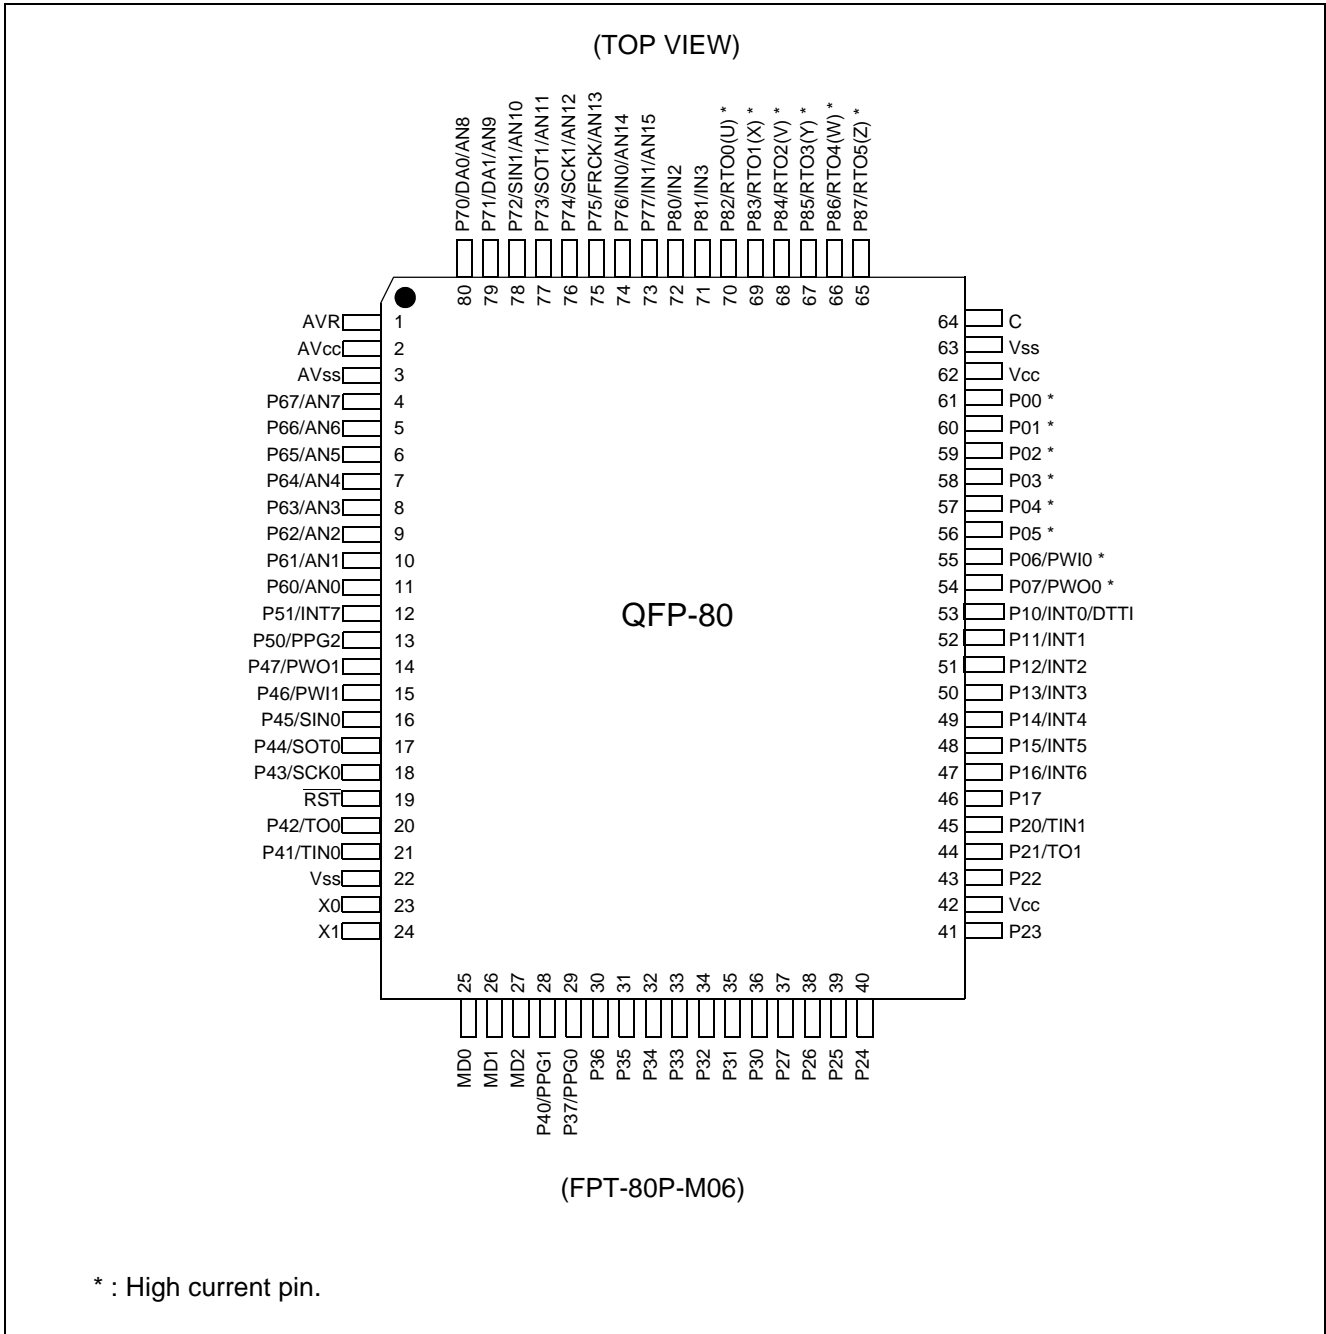 (TOP VIEW)
P70/DA0/AN8
P71/DA1/AN9
P72/SIN1/AN10
P73/SOT1/AN11
P74/SCK1/AN12
P75/FRCK/AN13
P76/IN0/AN14
P77/IN1/AN15
P80/IN2
P81/IN3
P82/RTO0(U) *
P83/RTO1(X) *
P84/RTO2(V) *
P85/RTO3(Y) *
P86/RTO4(W) *
P87/RTO5(Z) *
80 79 78 77 76 75 74 73 72 71 70 69 68 67 66 65
AVR 1
AVcc 2
AVss 3
P67/AN7 4
P66/AN6 5
P65/AN5 6
P64/AN4 7
P63/AN3 8
P62/AN2 9
P61/AN1 10
P60/AN0 11
P51/INT7 12
P50/PPG2 13
P47/PWO1 14
P46/PWI1 15
P45/SIN0 16
P44/SOT0 17
P43/SCK0 18
RST 19
P42/TO0 20
P41/TIN0 21
Vss 22
X0 23
X1 24
QFP-80
64 C
63 Vss
62 Vcc
61 P00 *
60 P01 *
59 P02 *
58 P03 *
57 P04 *
56 P05 *
55 P06/PWI0 *
54 P07/PWO0 *
53 P10/INT0/DTTI
52 P11/INT1
51 P12/INT2
50 P13/INT3
49 P14/INT4
48 P15/INT5
47 P16/INT6
46 P17
45 P20/TIN1
44 P21/TO1
43 P22
42 Vcc
41 P23
25 26 27 28 29 30 31 32 33 34 35 36 37 38 39 40
MD0
MD1
MD2
P40/PPG1
P37/PPG0
P36
P35
P34
P33
P32
P31
P30
P27
P26
P25
P24
(FPT-80P-M06)
* : High current pin.